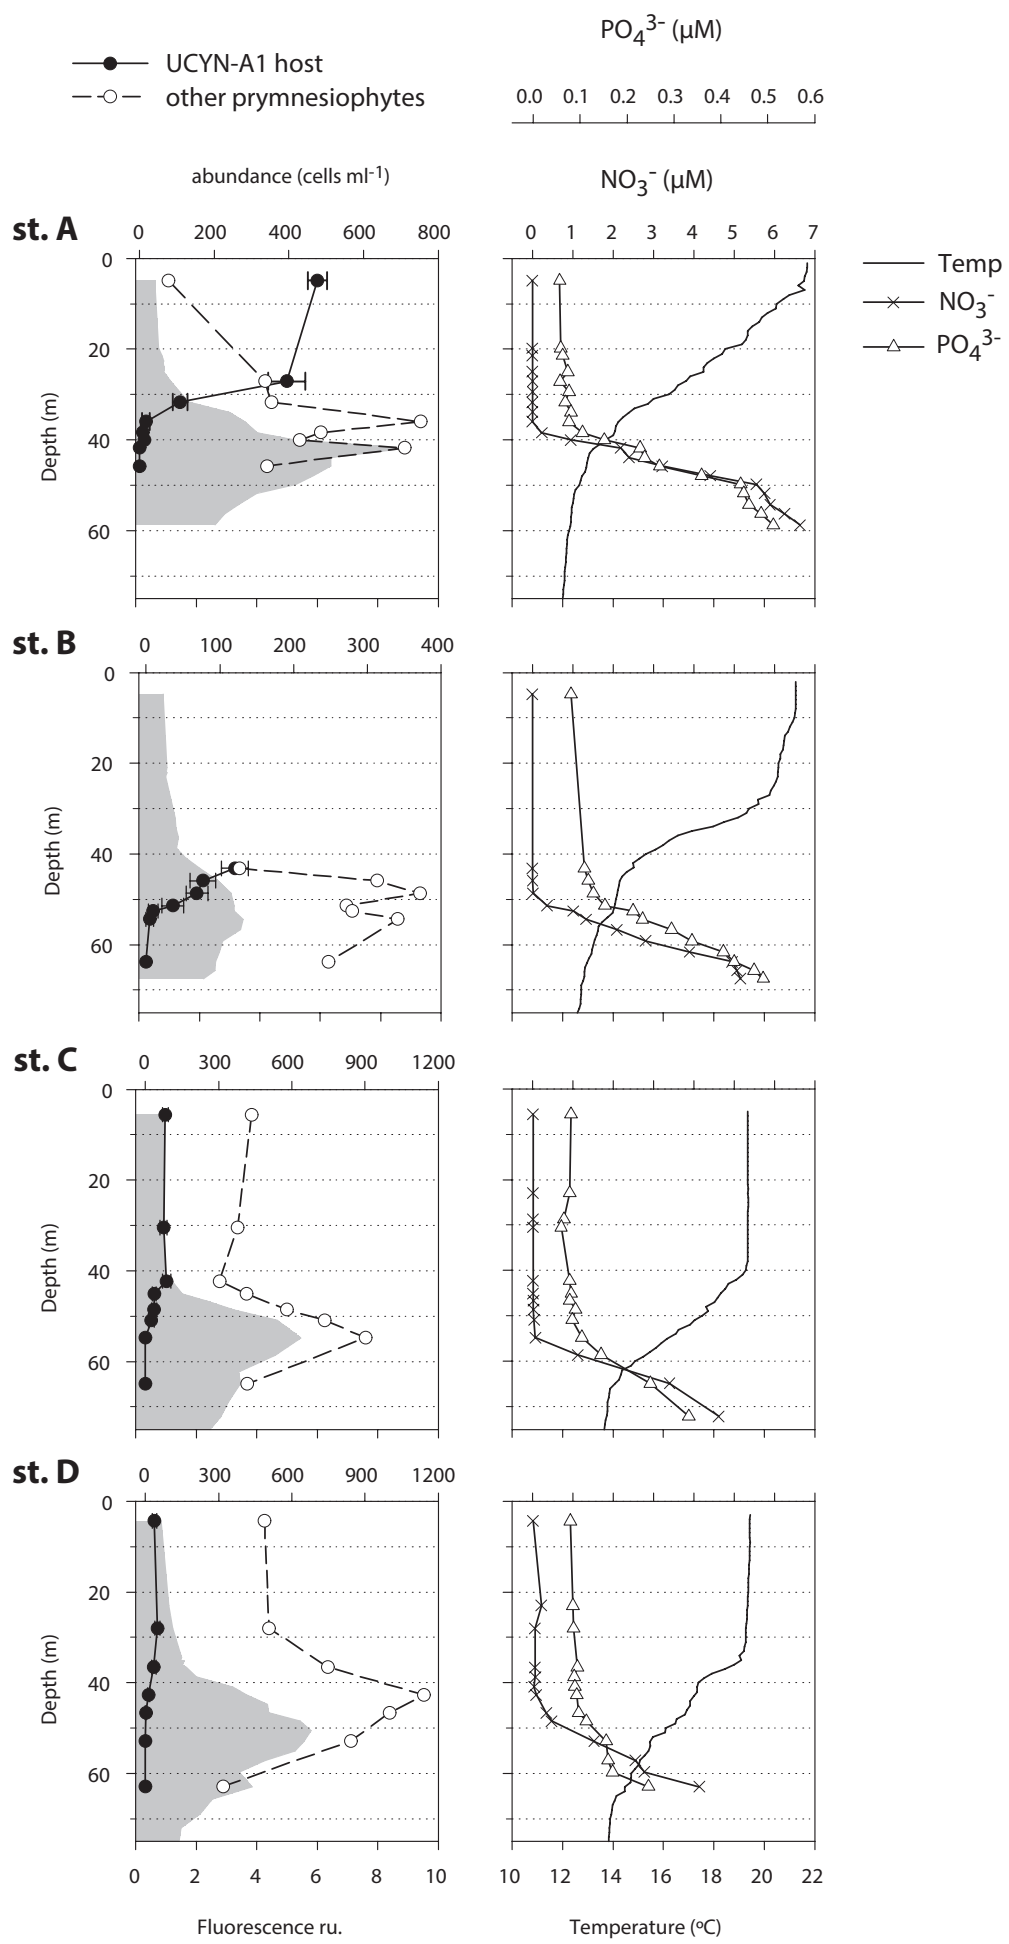 UCYN-A1 host
other prymnesiophytes
PO₄³⁻ (µM)
0.0 0.1 0.2 0.3 0.4 0.5 0.6
abundance (cells ml⁻¹)
NO₃⁻ (µM)
st. A
0 200 400 600 800
0 1 2 3 4 5 6 7
Temp
NO₃⁻
PO₄³⁻
0
20
40
60
Depth (m)
st. B
0 100 200 300 400
0
20
40
60
Depth (m)
st. C
0 300 600 900 1200
0
20
40
60
Depth (m)
st. D
0 300 600 900 1200
0
20
40
60
Depth (m)
0 2 4 6 8 10
10 12 14 16 18 20 22
Fluorescence ru.
Temperature (ºC)